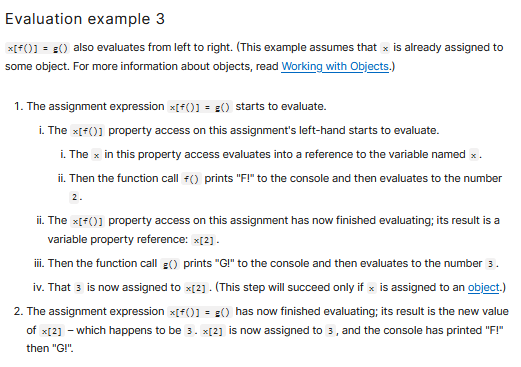 Evaluation example 3
x[f()] = g() also evaluates from left to right. (This example assumes that x is already assigned to
some object. For more information about objects, read Working with Objects.)
1. The assignment expression x[f()] = g() starts to evaluate.
i. The x[f()] property access on this assignment's left-hand starts to evaluate.
i. The x in this property access evaluates into a reference to the variable named x.
ii. Then the function call f() prints "F!" to the console and then evaluates to the number
2.
ii. The x[f()] property access on this assignment has now finished evaluating; its result is a
variable property reference: x[2].
iii. Then the function call g() prints "G!" to the console and then evaluates to the number 3.
iv. That 3 is now assigned to x[2]. (This step will succeed only if x is assigned to an object.)
2. The assignment expression x[f()] = g() has now finished evaluating; its result is the new value
of x[2] – which happens to be 3. x[2] is now assigned to 3, and the console has printed "F!"
then "G!".